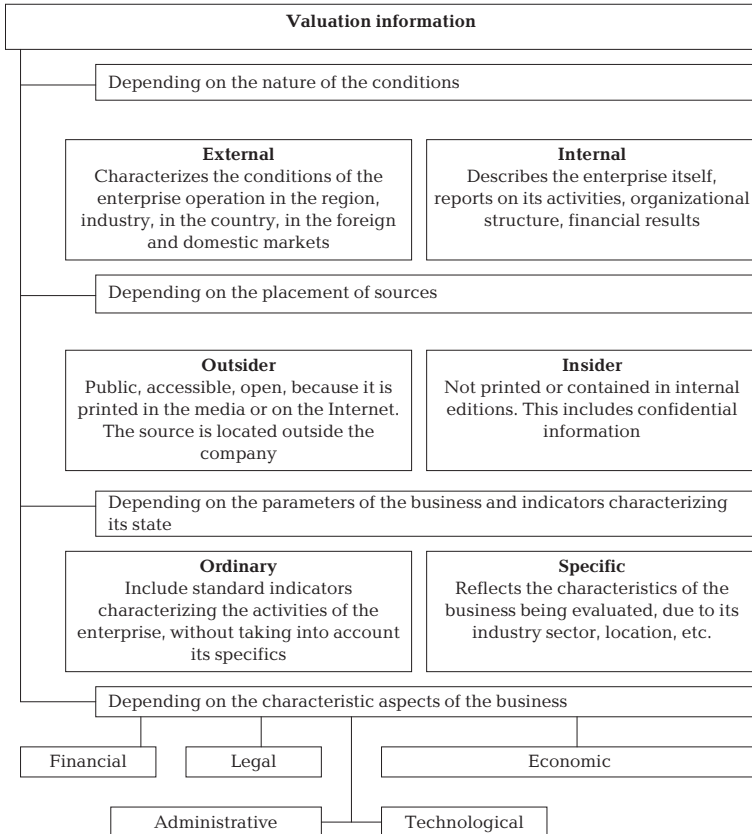 Valuation information
Depending on the nature of the conditions
External
Characterizes the conditions of the
enterprise operation in the region,
industry, in the country, in the foreign
and domestic markets
Internal
Describes the enterprise itself,
reports on its activities, organizational
structure, financial results
Depending on the placement of sources
Outsider
Public, accessible, open, because it is
printed in the media or on the Internet.
The source is located outside the
company
Insider
Not printed or contained in internal
editions. This includes confidential
information
Depending on the parameters of the business and indicators characterizing
its state
Ordinary
Include standard indicators
characterizing the activities of the
enterprise, without taking into account
its specifics
Specific
Reflects the characteristics of the
business being evaluated, due to its
industry sector, location, etc.
Depending on the characteristic aspects of the business
Financial
Legal
Economic
Administrative
Technological